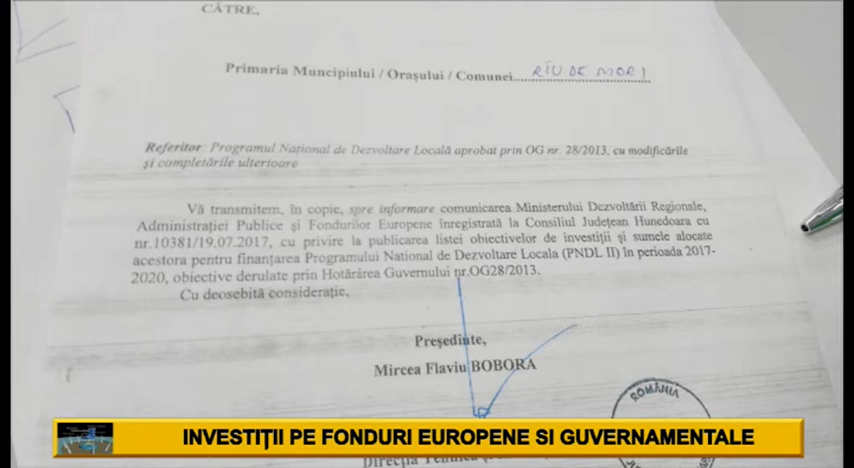 CĂTRE,
Primaria Muncipiului / Orașului / Comunei.......RÎU DE MORI
Referitor: Programul Național de Dezvoltare Locală aprobat prin OG nr. 28/2013, cu modificările
și completările ulterioare
Vă transmitem, în copie, spre informare comunicarea Ministerului Dezvoltării Regionale,
Administrației Publice și Fondurilor Europene înregistrată la Consiliul Județean Hunedoara cu
nr.10381/19.07.2017, cu privire la publicarea listei obiectivelor de investiții și sumele alocate
acestora pentru finanțarea Programului National de Dezvoltare Locala (PNDL II) în perioada 2017-
2020, obiective derulate prin Hotărârea Guvernului nr.OG28/2013.
Cu deosebită considerație,
Președinte,
Mircea Flaviu BOBORA
ROMÂNIA
INVESTIȚII PE FONDURI EUROPENE SI GUVERNAMENTALE
Direcția